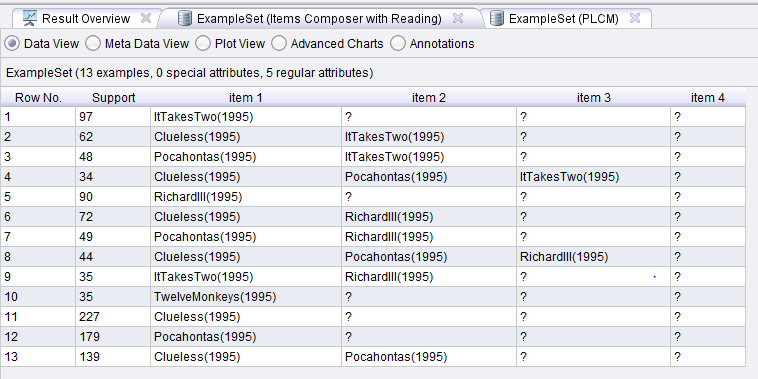 Result Overview ExampleSet (Items Composer with Reading) ExampleSet (PLCM)
Data View Meta Data View Plot View Advanced Charts Annotations
ExampleSet (13 examples, 0 special attributes, 5 regular attributes)
Row No. Support item 1 item 2 item 3 item 4
1 97 ItTakesTwo(1995) ? ? ?
2 62 Clueless(1995) ItTakesTwo(1995) ? ?
3 48 Pocahontas(1995) ItTakesTwo(1995) ? ?
4 34 Clueless(1995) Pocahontas(1995) ItTakesTwo(1995) ?
5 90 RichardIII(1995) ? ? ?
6 72 Clueless(1995) RichardIII(1995) ? ?
7 49 Pocahontas(1995) RichardIII(1995) ? ?
8 44 Clueless(1995) Pocahontas(1995) RichardIII(1995) ?
9 35 ItTakesTwo(1995) RichardIII(1995) ? ?
10 35 TwelveMonkeys(1995) ? ? ?
11 227 Clueless(1995) ? ? ?
12 179 Pocahontas(1995) ? ? ?
13 139 Clueless(1995) Pocahontas(1995) ? ?